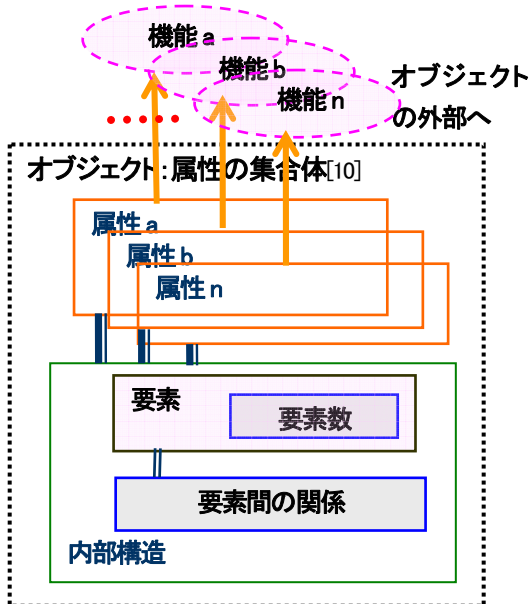 機能a
機能b
機能n
オブジェクト
の外部へ
オブジェクト:属性の集合体[10]
属性a
属性b
属性n
要素
要素数
要素間の関係
内部構造